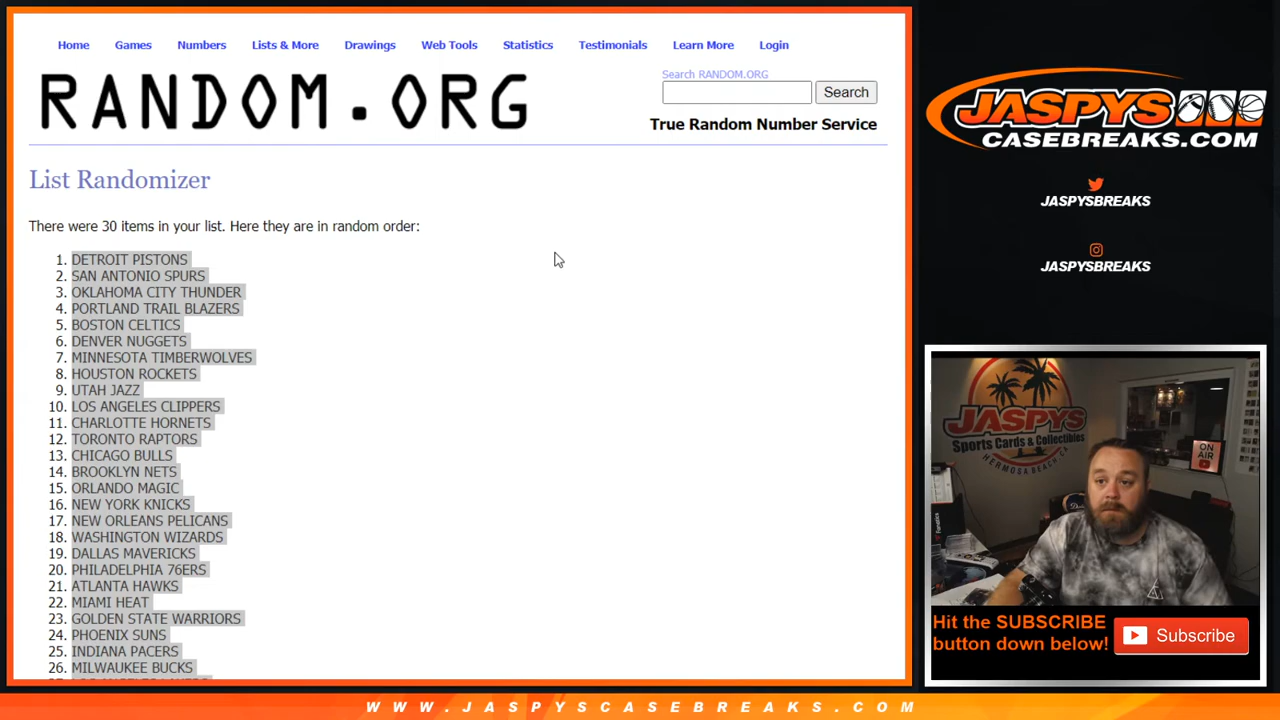 Home Games Numbers Lists & More Drawings Web Tools Statistics Testimonials Learn More Login
RANDOM.ORG
Search RANDOM.ORG
Search
True Random Number Service
List Randomizer
There were 30 items in your list. Here they are in random order:
1. DETROIT PISTONS
2. SAN ANTONIO SPURS
3. OKLAHOMA CITY THUNDER
4. PORTLAND TRAIL BLAZERS
5. BOSTON CELTICS
6. DENVER NUGGETS
7. MINNESOTA TIMBERWOLVES
8. HOUSTON ROCKETS
9. UTAH JAZZ
10. LOS ANGELES CLIPPERS
11. CHARLOTTE HORNETS
12. TORONTO RAPTORS
13. CHICAGO BULLS
14. BROOKLYN NETS
15. ORLANDO MAGIC
16. NEW YORK KNICKS
17. NEW ORLEANS PELICANS
18. WASHINGTON WIZARDS
19. DALLAS MAVERICKS
20. PHILADELPHIA 76ERS
21. ATLANTA HAWKS
22. MIAMI HEAT
23. GOLDEN STATE WARRIORS
24. PHOENIX SUNS
25. INDIANA PACERS
26. MILWAUKEE BUCKS
JASPYS
CASEBREAKS.COM
JASPYSBREAKS
JASPYSBREAKS
JASPYS
Sports Cards & Collectibles
HERMOSA BEACH CA
ON
AIR
Hit the SUBSCRIBE
button down below!
Subscribe
WWW.JASPYSCASEBREAKS.COM